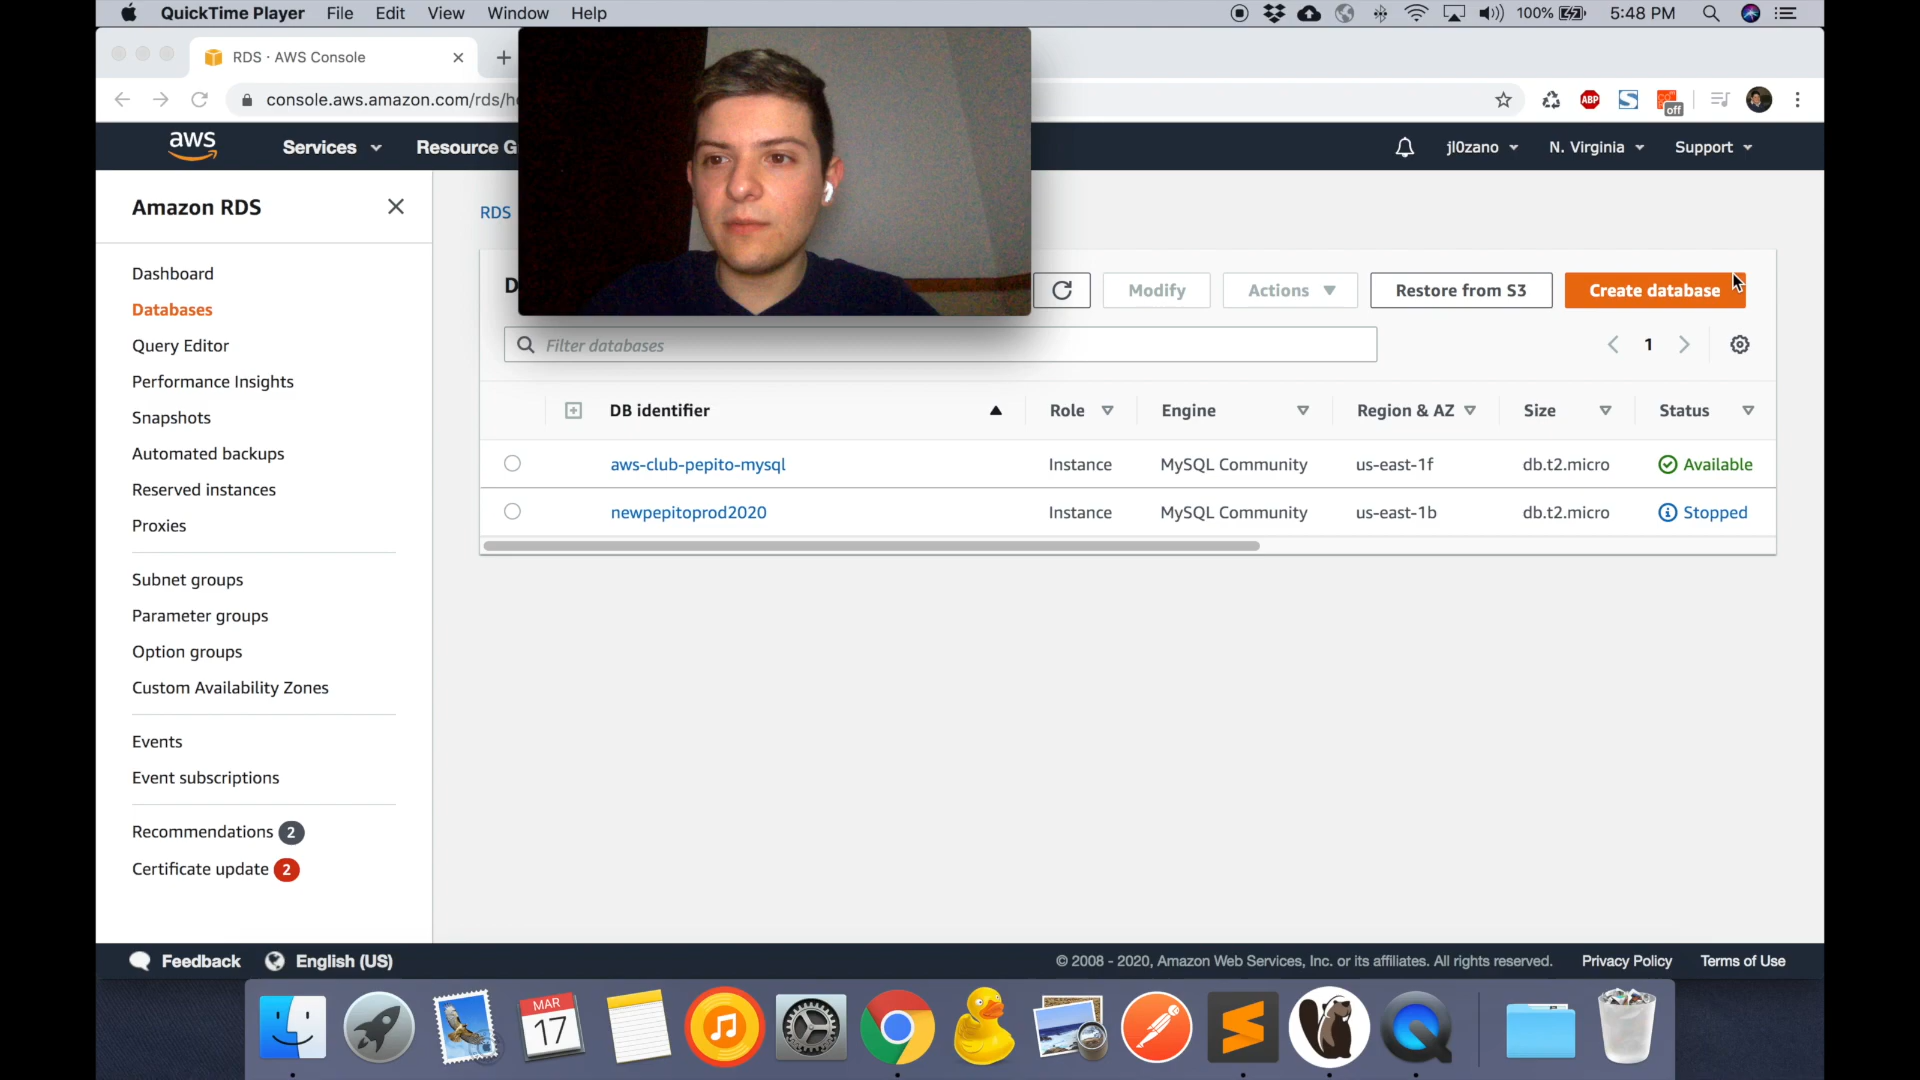 QuickTime Player File Edit View Window Help 100% 5:48 PM
RDS · AWS Console
console.aws.amazon.com/rds/h
ABP
off
aws Services Resource G jl0zano N. Virginia Support
Amazon RDS
Dashboard
Databases
Query Editor
Performance Insights
Snapshots
Automated backups
Reserved instances
Proxies
Subnet groups
Parameter groups
Option groups
Custom Availability Zones
Events
Event subscriptions
Recommendations 2
Certificate update 2
RDS
D Modify Actions Restore from S3 Create database
Filter databases 1
DB identifier Role Engine Region & AZ Size Status
aws-club-pepito-mysql Instance MySQL Community us-east-1f db.t2.micro Available
newpepitoprod2020 Instance MySQL Community us-east-1b db.t2.micro Stopped
Feedback English (US) © 2008 - 2020, Amazon Web Services, Inc. or its affiliates. All rights reserved. Privacy Policy Terms of Use
MAR
17